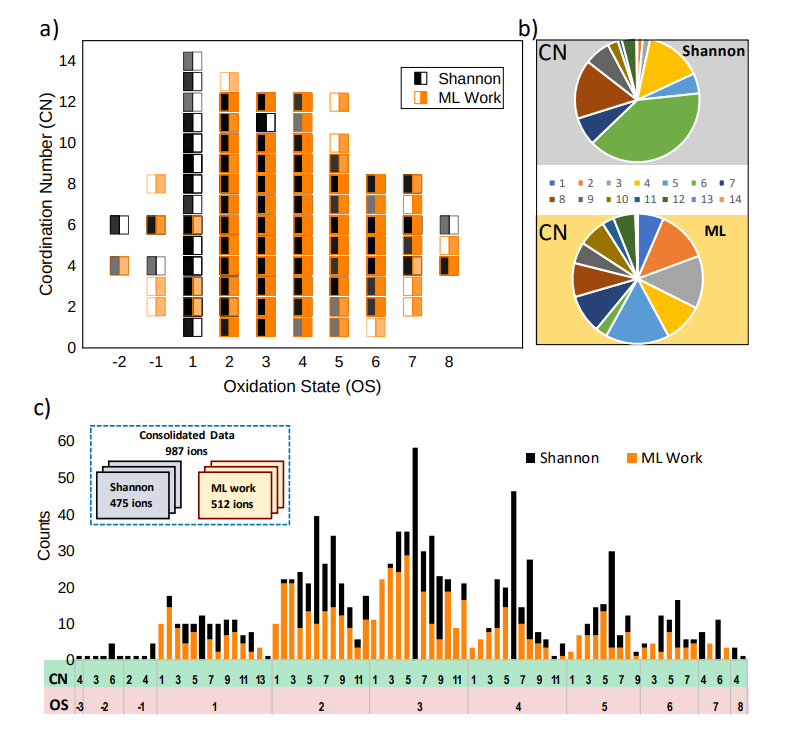 a)
b)
14
12
10
8
6
4
2
0
Coordination Number (CN)
Shannon
ML Work
-2 -1 1 2 3 4 5 6 7 8
Oxidation State (OS)
CN Shannon
1 2 3 4 5 6 7
8 9 10 11 12 13 14
CN ML
c)
60
50
40
30
20
10
0
Counts
Consolidated Data
987 ions
Shannon
475 ions
ML work
512 ions
Shannon ML Work
CN 4 3 6 2 4 1 3 5 7 9 11 13 1 3 5 7 9 11 1 3 5 7 9 11 1 3 5 7 9 11 1 3 5 7 9 1 3 5 7 4 6 4
OS -3 -2 -1 1 2 3 4 5 6 7 8